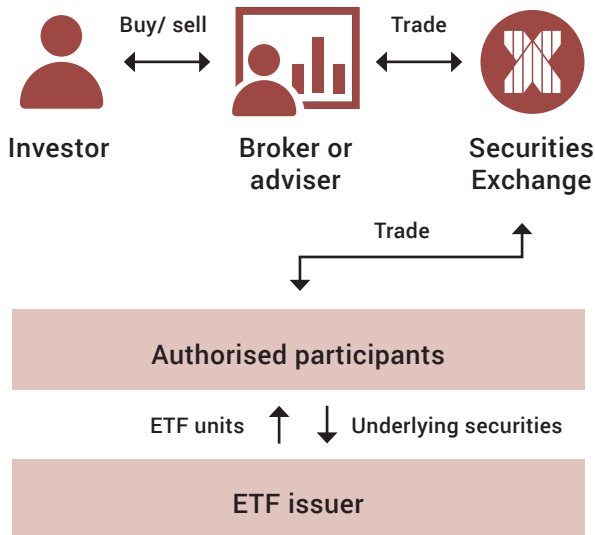 Buy/ sell
Trade
Investor
Broker or
adviser
Securities
Exchange
Trade
Authorised participants
ETF units
Underlying securities
ETF issuer